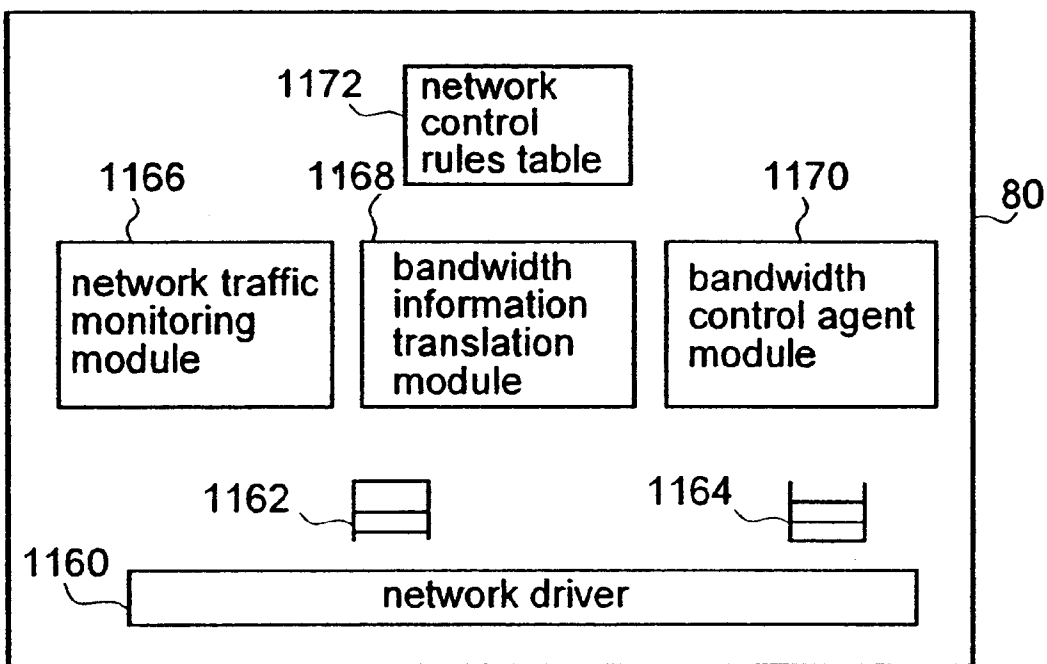 1172
network
control
rules table
1166
1168
1170
80
network traffic
monitoring
module
bandwidth
information
translation
module
bandwidth
control agent
module
1162
1164
1160
network driver